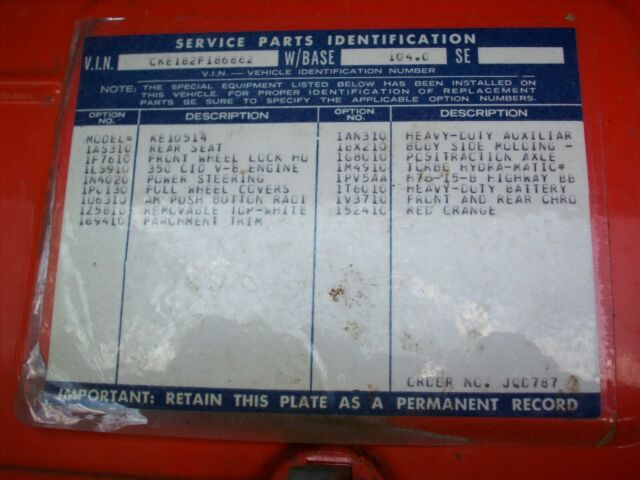 SERVICE PARTS IDENTIFICATION
V.I.N. CKE182F186862 W/BASE 104.0 SE
V.I.N. — VEHICLE IDENTIFICATION NUMBER
NOTE: THE SPECIAL EQUIPMENT LISTED BELOW HAS BEEN INSTALLED ON
THIS VEHICLE. FOR PROPER IDENTIFICATION OF REPLACEMENT
PARTS BE SURE TO SPECIFY THE APPLICABLE OPTION NUMBERS.
OPTION NO. DESCRIPTION OPTION NO. DESCRIPTION
MODEL= KE10514 1AN310 HEAVY-DUTY AUXILIAR
1AS310 REAR SEAT 1BX210 BODY SIDE MOLDING -
1F7610 FRONT WHEEL LOCK HU 1G8010 POSITRACTION AXLE
1LS910 350 CID V-8 ENGINE 1M4910 TURBO HYDRA-MATIC*
1N4020 POWER STEERING 1PV5AA H78-15-B HIGHWAY BB
1PO130 FULL WHEEL COVERS 1T6010 HEAVY-DUTY BATTERY
1U6310 AM PUSH BUTTON RADI 1V3710 FRONT AND REAR CHRO
1Z5810 REMOVABLE TOP-WHITE 152410 RED ORANGE
169410 PARCHMENT TRIM
ORDER NO. JQD787
IMPORTANT: RETAIN THIS PLATE AS A PERMANENT RECORD